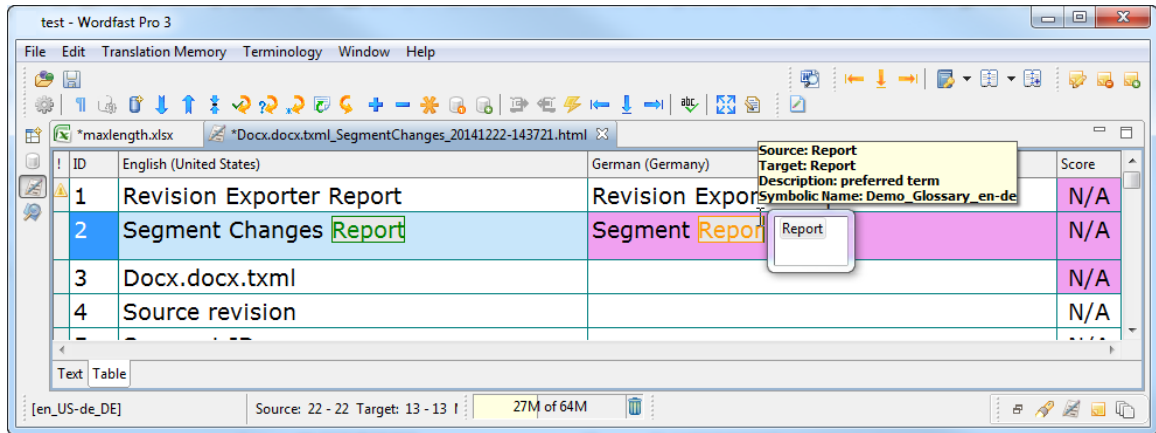 test - Wordfast Pro 3
File Edit Translation Memory Terminology Window Help
*maxlength.xlsx *Docx.docx.txml_SegmentChanges_20141222-143721.html
! ID English (United States) German (Germany) Score
Source: Report
Target: Report
Description: preferred term
Symbolic Name: Demo_Glossary_en-de
1 Revision Exporter Report Revision Expor N/A
2 Segment Changes Report Segment Repor N/A
Report
3 Docx.docx.txml N/A
4 Source revision N/A
Text Table
[en_US-de_DE] Source: 22 - 22 Target: 13 - 13 27M of 64M